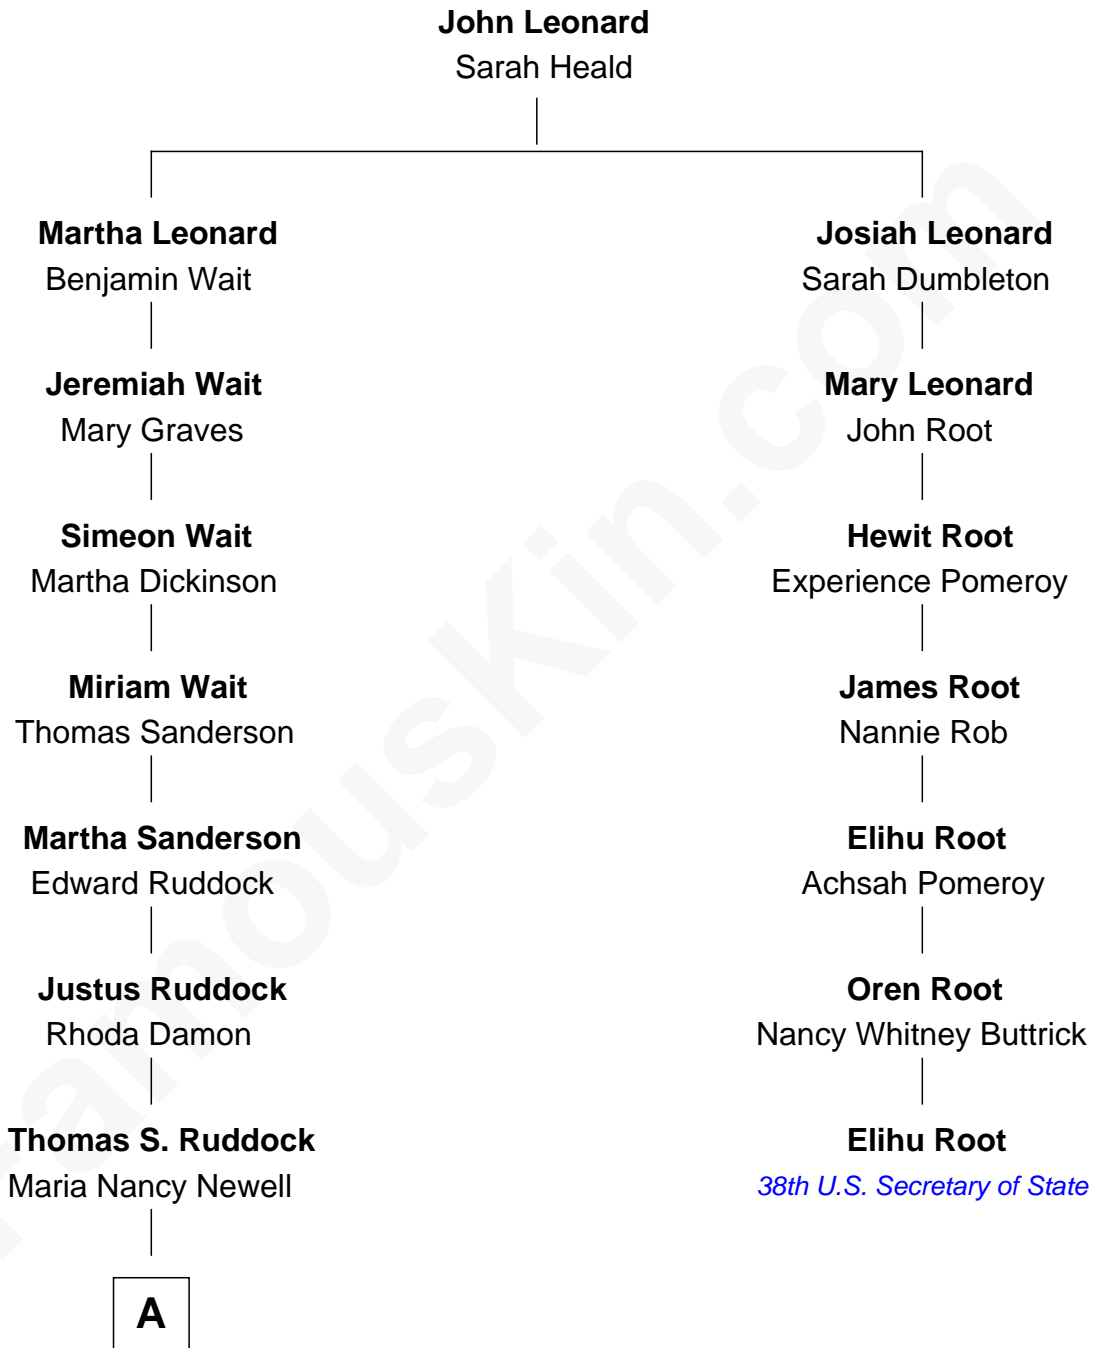 John Leonard
Sarah Heald
Martha Leonard
Benjamin Wait
Josiah Leonard
Sarah Dumbleton
Jeremiah Wait
Mary Graves
Mary Leonard
John Root
Simeon Wait
Martha Dickinson
Hewit Root
Experience Pomeroy
Miriam Wait
Thomas Sanderson
James Root
Nannie Rob
Martha Sanderson
Edward Ruddock
Elihu Root
Achsah Pomeroy
Justus Ruddock
Rhoda Damon
Oren Root
Nancy Whitney Buttrick
Thomas S. Ruddock
Maria Nancy Newell
Elihu Root
38th U.S. Secretary of State
A
FamousKin.com